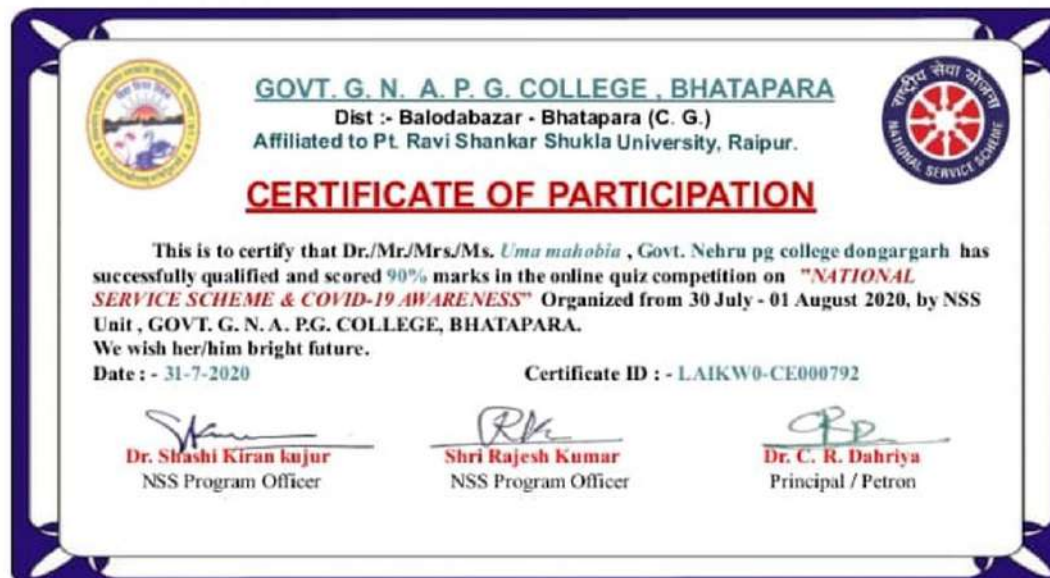 GOVT. G. N. A. P. G. COLLEGE , BHATAPARA
Dist :- Balodabazar - Bhatapara (C. G.)
Affiliated to Pt. Ravi Shankar Shukla University, Raipur.
राष्ट्रीय सेवा योजना
NATIONAL SERVICE SCHEME
CERTIFICATE OF PARTICIPATION
This is to certify that Dr./Mr./Mrs./Ms. Uma mahobia , Govt. Nehru pg college dongargarh has
successfully qualified and scored 90% marks in the online quiz competition on "NATIONAL
SERVICE SCHEME & COVID-19 AWARENESS" Organized from 30 July - 01 August 2020, by NSS
Unit , GOVT. G. N. A. P.G. COLLEGE, BHATAPARA.
We wish her/him bright future.
Date : - 31-7-2020 Certificate ID : - LAIKW0-CE000792
Dr. Shashi Kiran kujur Shri Rajesh Kumar Dr. C. R. Dahriya
NSS Program Officer NSS Program Officer Principal / Petron